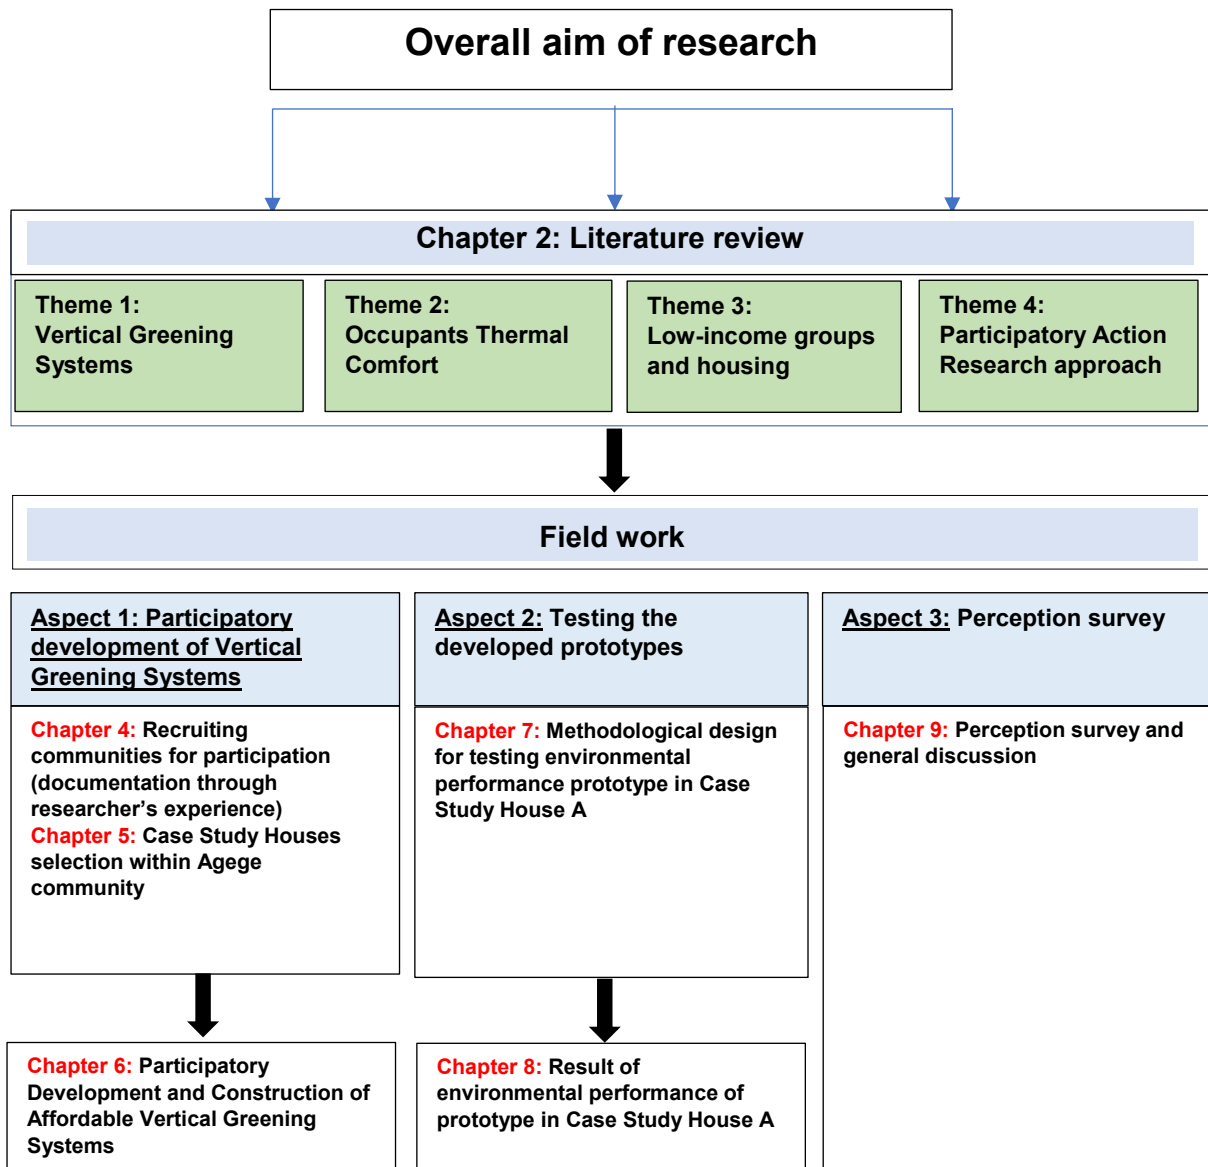 Overall aim of research
Chapter 2: Literature review
Theme 1:
Vertical Greening
Systems
Theme 2:
Occupants Thermal
Comfort
Theme 3:
Low-income groups
and housing
Theme 4:
Participatory Action
Research approach
Field work
Aspect 1: Participatory
development of Vertical
Greening Systems
Aspect 2: Testing the
developed prototypes
Aspect 3: Perception survey
Chapter 4: Recruiting
communities for participation
(documentation through
researcher’s experience)
Chapter 5: Case Study Houses
selection within Agege
community
Chapter 7: Methodological design
for testing environmental
performance prototype in Case
Study House A
Chapter 9: Perception survey and
general discussion
Chapter 6: Participatory
Development and Construction of
Affordable Vertical Greening
Systems
Chapter 8: Result of
environmental performance of
prototype in Case Study House A